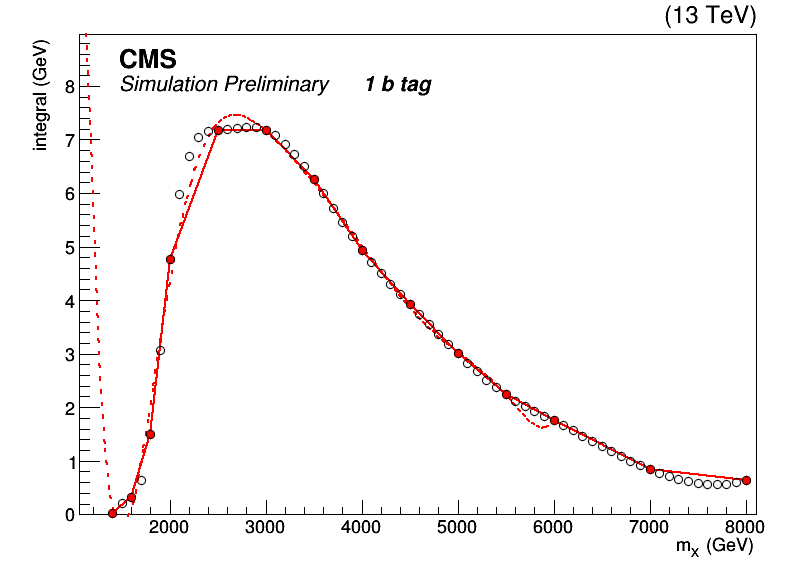 (13 TeV)
CMS
Simulation Preliminary 1 b tag
integral (GeV)
8
7
6
5
4
3
2
1
0
2000 3000 4000 5000 6000 7000 8000
m_X (GeV)